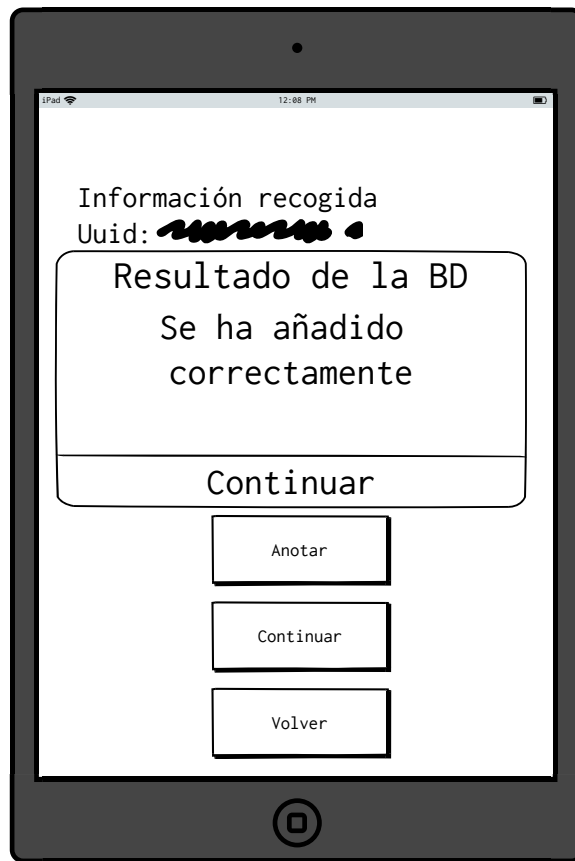 iPad 12:08 PM
Información recogida
Uuid:
Resultado de la BD
Se ha añadido
correctamente
Continuar
Anotar
Continuar
Volver